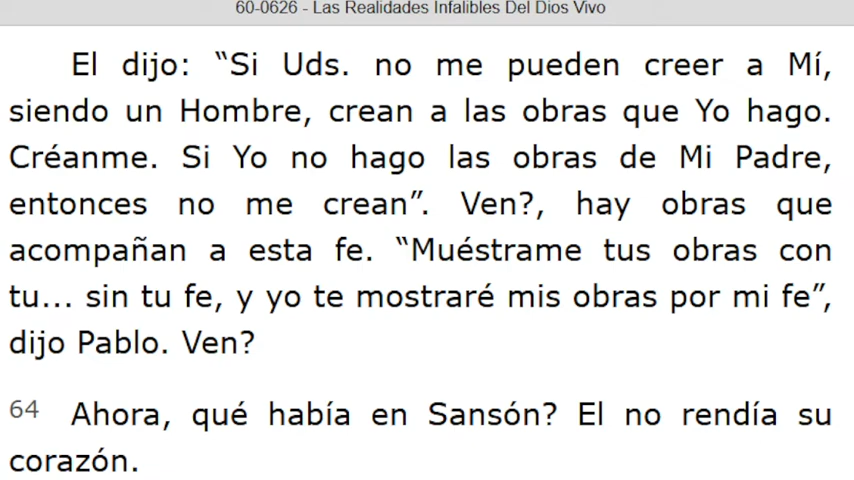 60-0626 - Las Realidades Infalibles Del Dios Vivo
El dijo: “Si Uds. no me pueden creer a Mí,
siendo un Hombre, crean a las obras que Yo hago.
Créanme. Si Yo no hago las obras de Mi Padre,
entonces no me crean”. Ven?, hay obras que
acompañan a esta fe. “Muéstrame tus obras con
tu... sin tu fe, y yo te mostraré mis obras por mi fe”,
dijo Pablo. Ven?
64 Ahora, qué había en Sansón? El no rendía su
corazón.